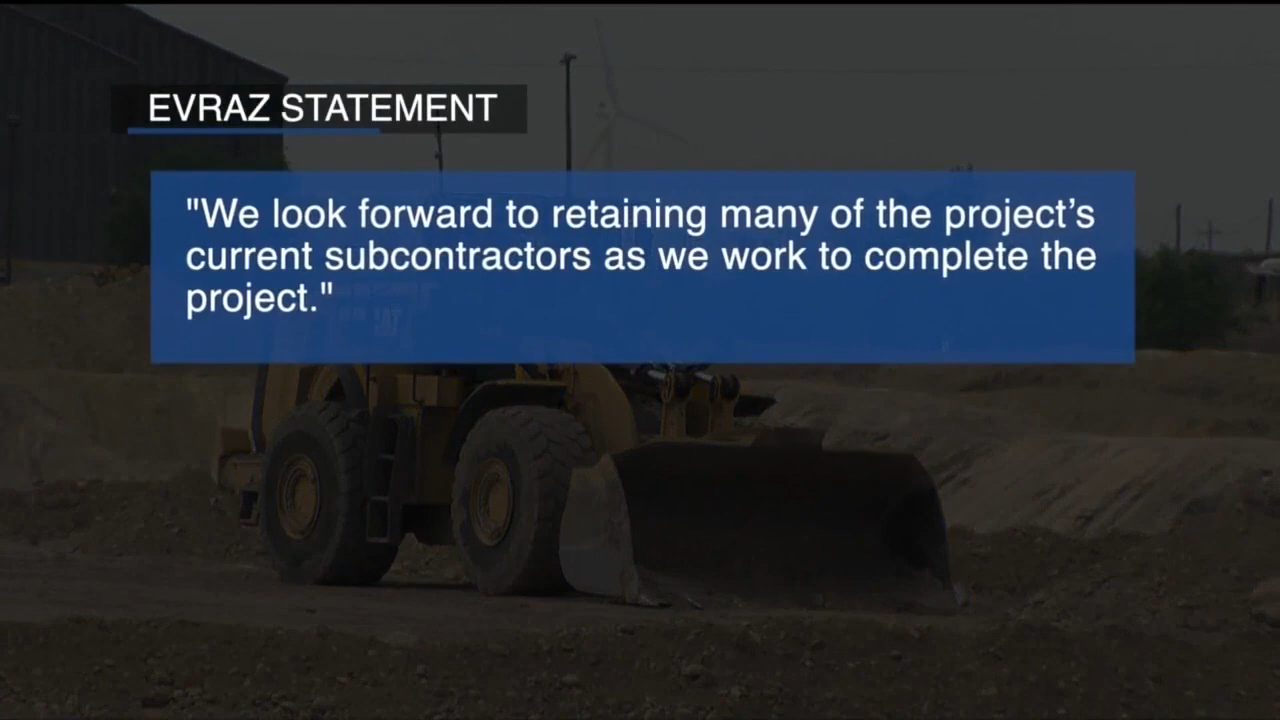 EVRAZ STATEMENT
"We look forward to retaining many of the project’s
current subcontractors as we work to complete the
project."